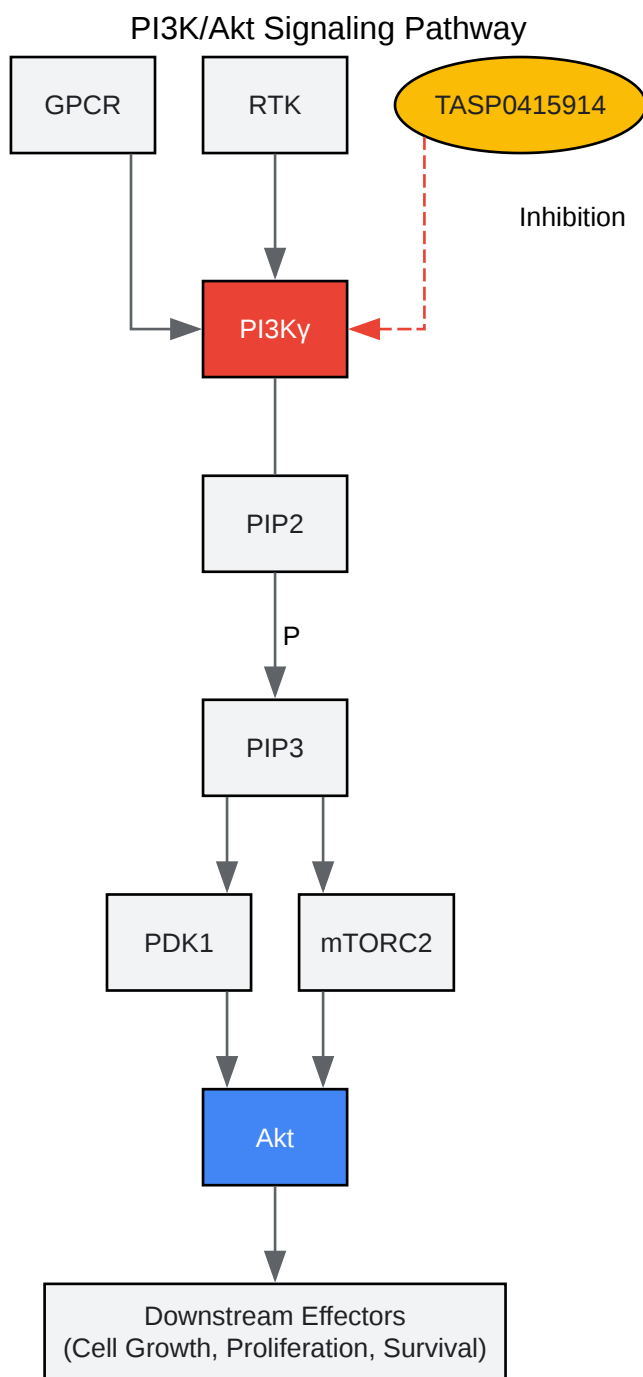 PI3K/Akt Signaling Pathway
GPCR
RTK
TASP0415914
Inhibition
PI3Kγ
PIP2
P
PIP3
PDK1
mTORC2
Akt
Downstream Effectors
(Cell Growth, Proliferation, Survival)